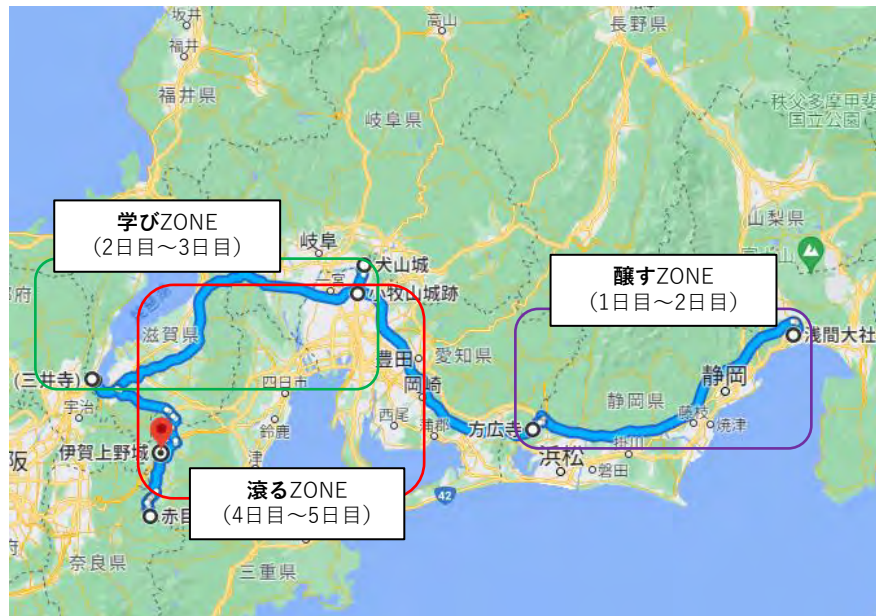 坂井
福井
福井県
高山
長野県
岐阜県
秩父多摩甲斐
国立公園
山梨県
学びZONE
(2日目～3日目)
岐阜
犬山城
一宮
小牧山城跡
醸すZONE
(1日目～2日目)
浅間大社
滋賀県
豊田
愛知県
岡崎
静岡
静岡県
四日市
(三井寺)
宇治
鈴鹿
西尾
蒲郡
方広寺
藤枝
焼津
掛川
伊賀上野城
津
浜松
磐田
滾るZONE
(4日目～5日目)
42
赤目
奈良県
三重県